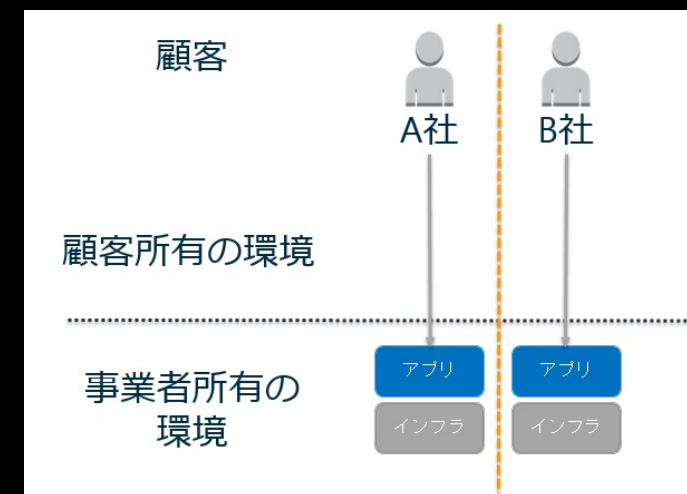 顧客
A社
B社
顧客所有の環境
事業者所有の
環境
アプリ
アプリ
インフラ
インフラ